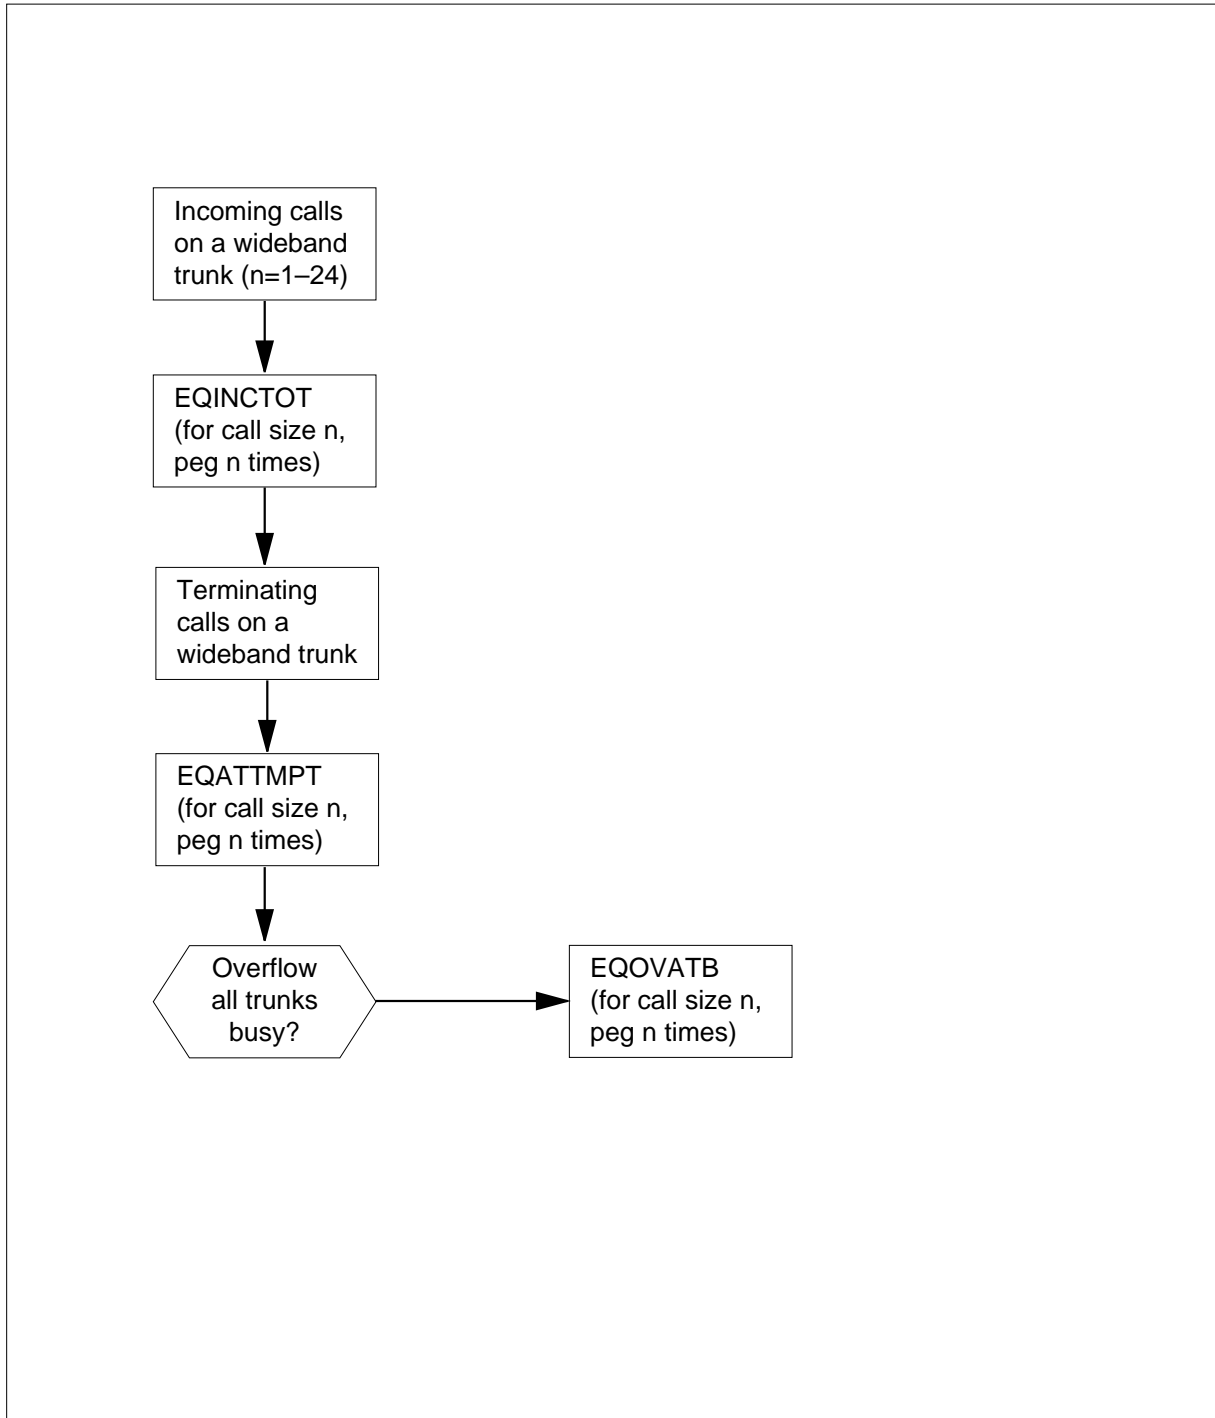 Incoming calls
on a wideband
trunk (n=1–24)
EQINCTOT
(for call size n,
peg n times)
Terminating
calls on a
wideband trunk
EQATTMPT
(for call size n,
peg n times)
Overflow
all trunks
busy?
EQOVATB
(for call size n,
peg n times)